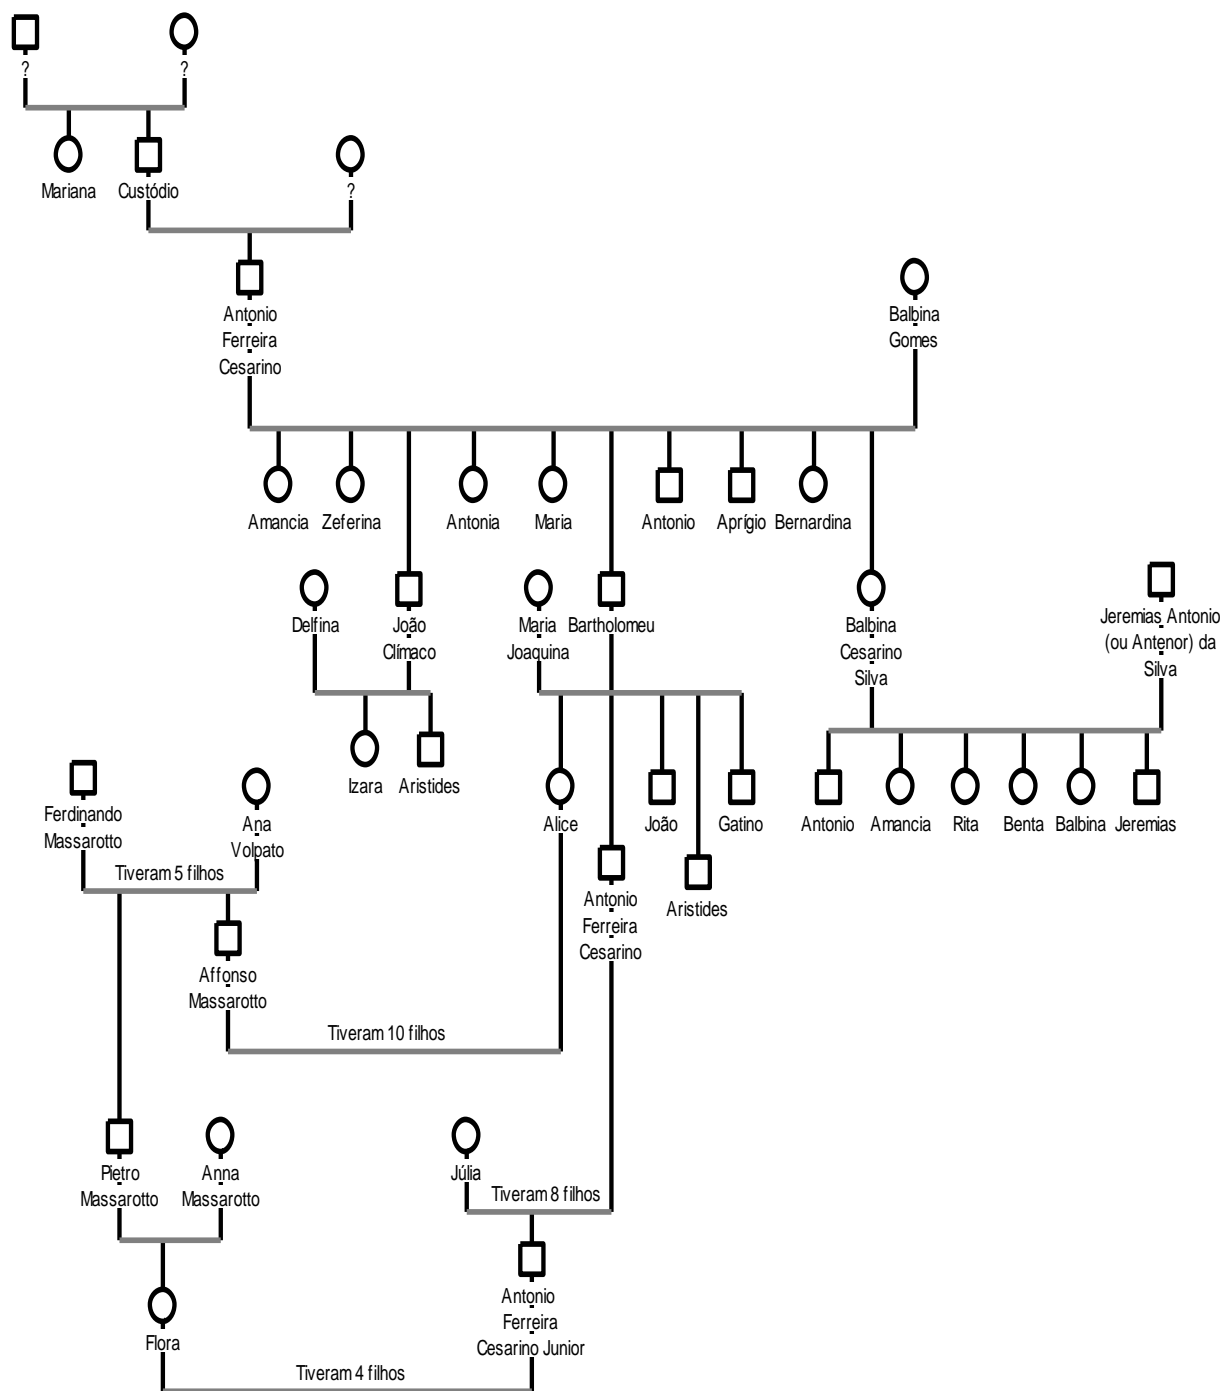 ?
?
Mariana
Custódio
?
Antonio
Ferreira
Cesarino
Balbina
Gomes
Amancia
Zeferina
Antonia
Maria
Antonio
Aprígio
Bernardina
Delfina
João
Clímaco
Maria
Joaquina
Bartholomeu
Balbina
Cesarino
Silva
Jeremias Antonio
(ou Antenor) da
Silva
Izara
Aristides
Alice
João
Gatino
Antonio
Amancia
Rita
Benta
Balbina
Jeremias
Ferdinando
Massarotto
Ana
Volpato
Tiveram 5 filhos
Antonio
Ferreira
Cesarino
Aristides
Affonso
Massarotto
Tiveram 10 filhos
Pietro
Massarotto
Anna
Massarotto
Júlia
Tiveram 8 filhos
Flora
Antonio
Ferreira
Cesarino Junior
Tiveram 4 filhos